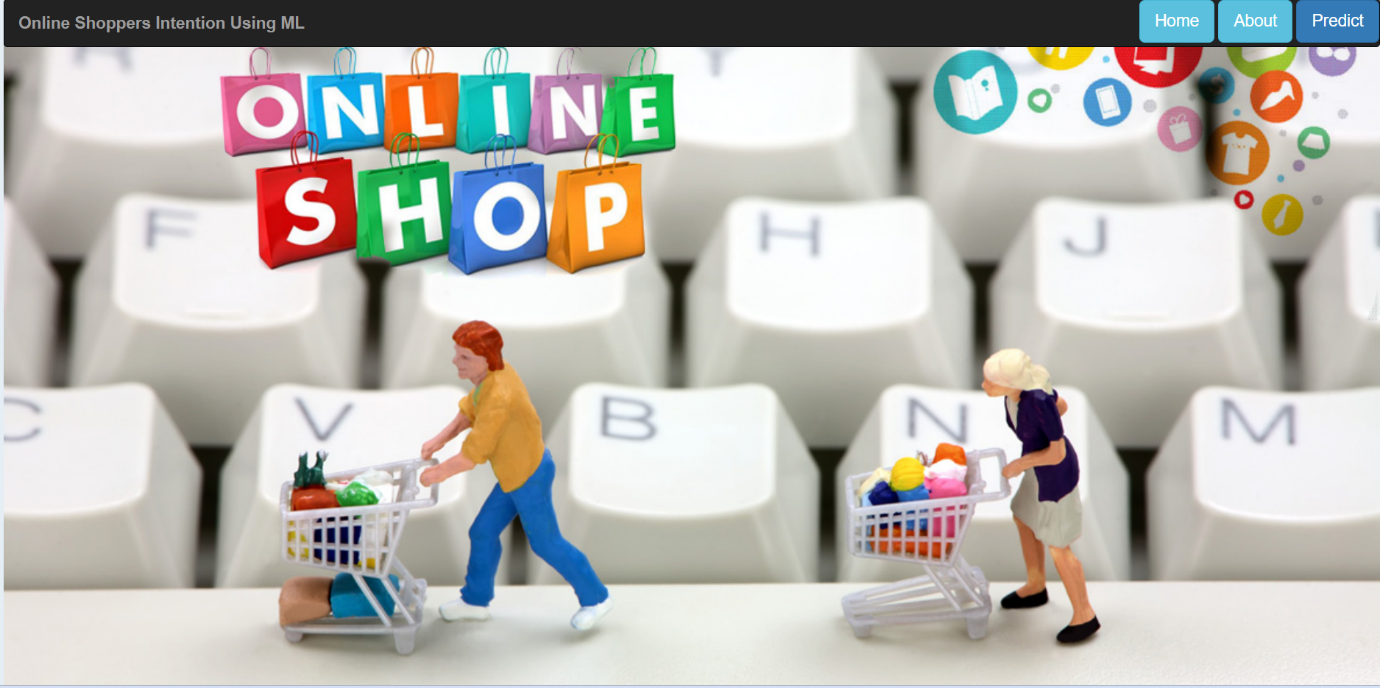 Online Shoppers Intention Using ML
Home
About
Predict
ONLINE
SHOP
Y
F
H
J
C
V
B
N
M